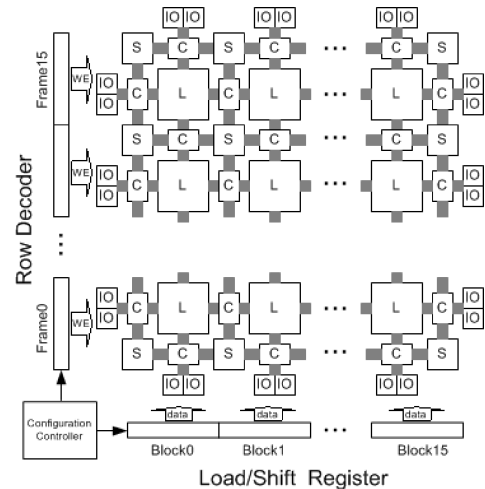 IO IO IO IO IO IO
S C S C ••• C S
Frame15
WE
IO IO C L C L ••• L C IO IO
S C S C ••• C S
WE
IO IO C L C L ••• L C IO IO
Row Decoder
•••
Frame0
WE
IO IO C L C L ••• L C IO IO
S C S C ••• C S
IO IO IO IO IO IO
Configuration
Controller
data data data
Block0 Block1 ••• Block15
Load/Shift Register